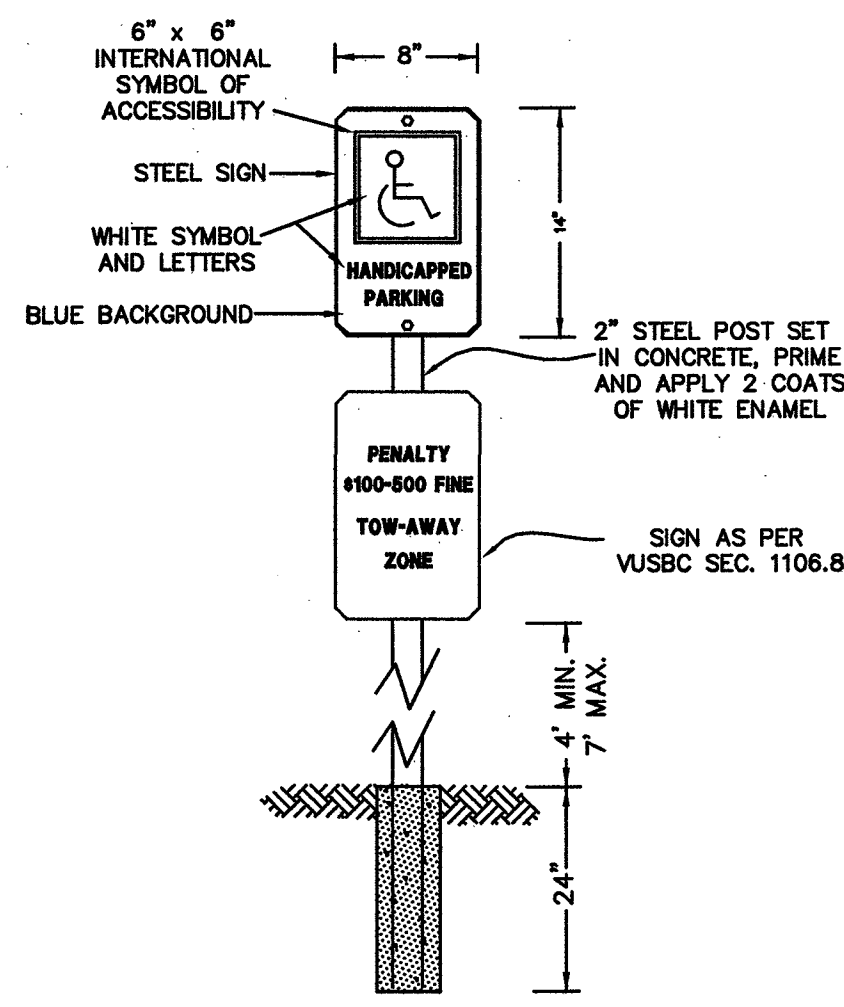 6" x 6"
INTERNATIONAL
SYMBOL OF
ACCESSIBILITY
8"
STEEL SIGN
14"
WHITE SYMBOL
AND LETTERS
HANDICAPPED
PARKING
BLUE BACKGROUND
2" STEEL POST SET
IN CONCRETE, PRIME
AND APPLY 2 COATS
OF WHITE ENAMEL
PENALTY
$100-500 FINE
TOW-AWAY
ZONE
SIGN AS PER
VUSBC SEC. 1106.8
4' MIN.
7' MAX.
24"